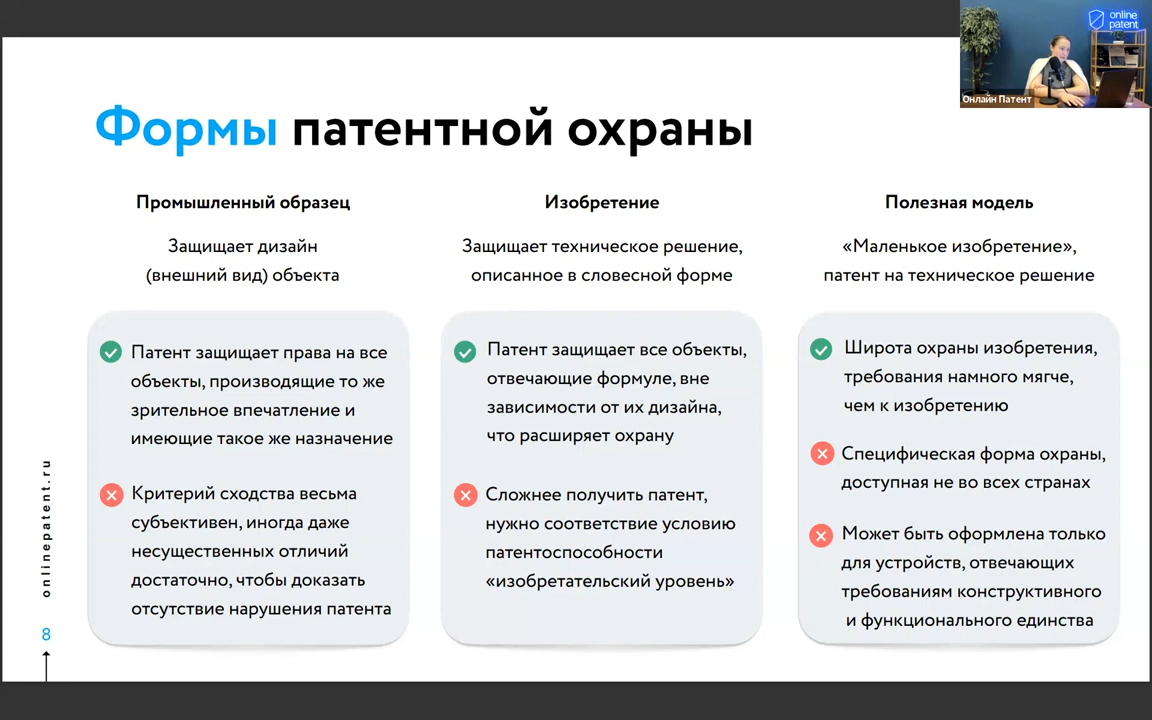 online
patent
Онлайн Патент
Формы патентной охраны
Промышленный образец
Защищает дизайн
(внешний вид) объекта
Патент защищает права на все
объекты, производящие то же
зрительное впечатление и
имеющие такое же назначение
Критерий сходства весьма
субъективен, иногда даже
несущественных отличий
достаточно, чтобы доказать
отсутствие нарушения патента
Изобретение
Защищает техническое решение,
описанное в словесной форме
Патент защищает все объекты,
отвечающие формуле, вне
зависимости от их дизайна,
что расширяет охрану
Сложнее получить патент,
нужно соответствие условию
патентоспособности
«изобретательский уровень»
Полезная модель
«Маленькое изобретение»,
патент на техническое решение
Широта охраны изобретения,
требования намного мягче,
чем к изобретению
Специфическая форма охраны,
доступная не во всех странах
Может быть оформлена только
для устройств, отвечающих
требованиям конструктивного
и функционального единства
onlinepatent.ru
8